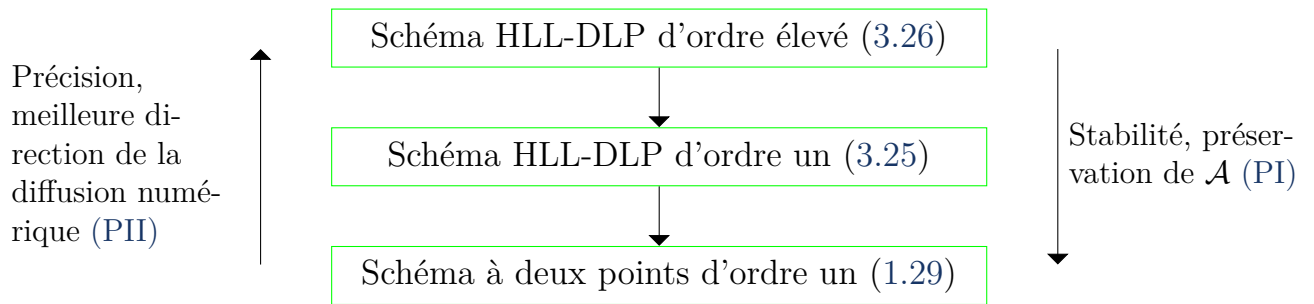 Schéma HLL-DLP d'ordre élevé (3.26)
Précision,
meilleure di-
rection de la
diffusion numé-
rique (PII)
Schéma HLL-DLP d'ordre un (3.25)
Stabilité, préser-
vation de 𝒜 (PI)
Schéma à deux points d'ordre un (1.29)